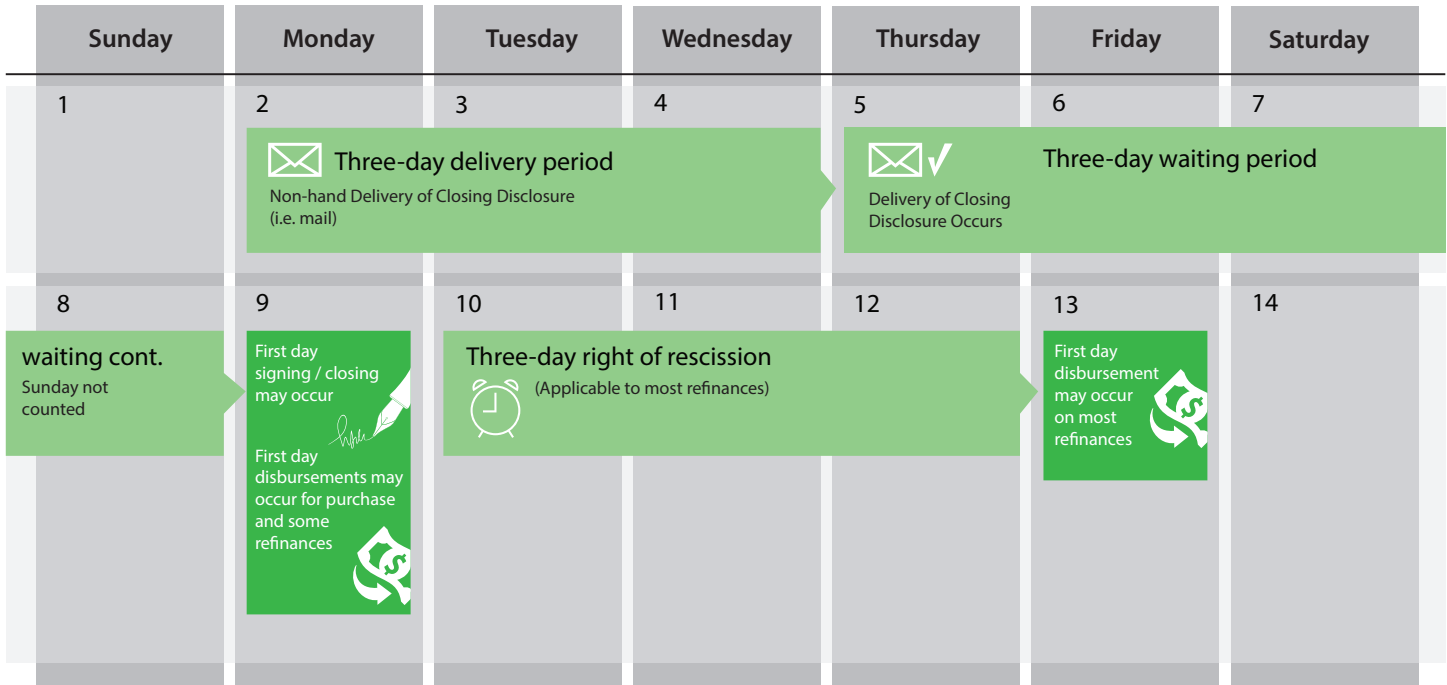 Sunday Monday Tuesday Wednesday Thursday Friday Saturday
1 2 3 4 5 6 7
Three-day delivery period
Non-hand Delivery of Closing Disclosure
(i.e. mail)
Three-day waiting period
Delivery of Closing
Disclosure Occurs
8 9 10 11 12 13 14
waiting cont.
Sunday not
counted
First day
signing / closing
may occur
First day
disbursements may
occur for purchase
and some
refinances
Three-day right of rescission
(Applicable to most refinances)
First day
disbursement
may occur
on most
refinances